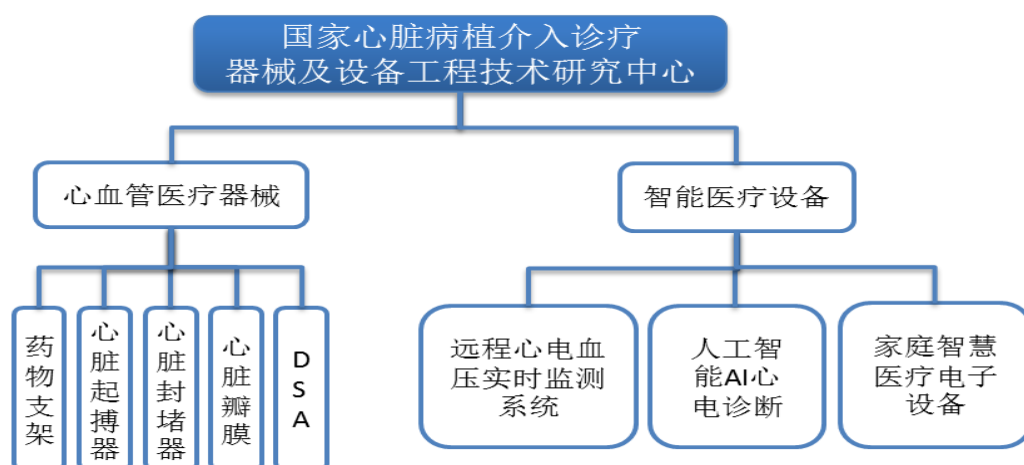 国家心脏病植介入诊疗
器械及设备工程技术研究中心
心血管医疗器械
智能医疗设备
药物支架
心脏起搏器
心脏封堵器
心脏瓣膜
DSA
远程心电血
压实时监测
系统
人工智
能AI心
电诊断
家庭智慧
医疗电子
设备